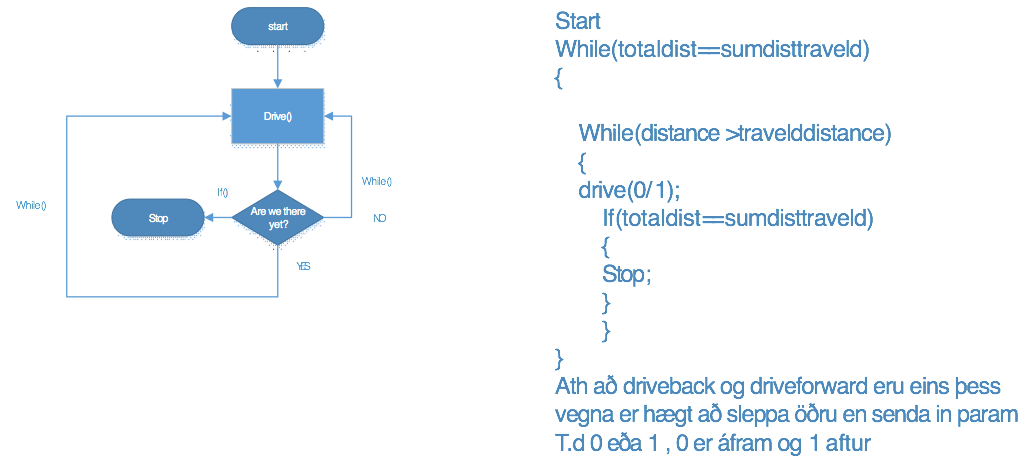 start
Drive()
While()
If()
While()
Stop
Are we there
yet?
NO
YES
Start
While(totaldist==sumdisttraveld)
{
While(distance >travelddistance)
{
drive(0/1);
If(totaldist==sumdisttraveld)
{
Stop;
}
}
}
Ath að driveback og driveforward eru eins þess
vegna er hægt að sleppa öðru en senda in param
T.d 0 eða 1 , 0 er áfram og 1 aftur